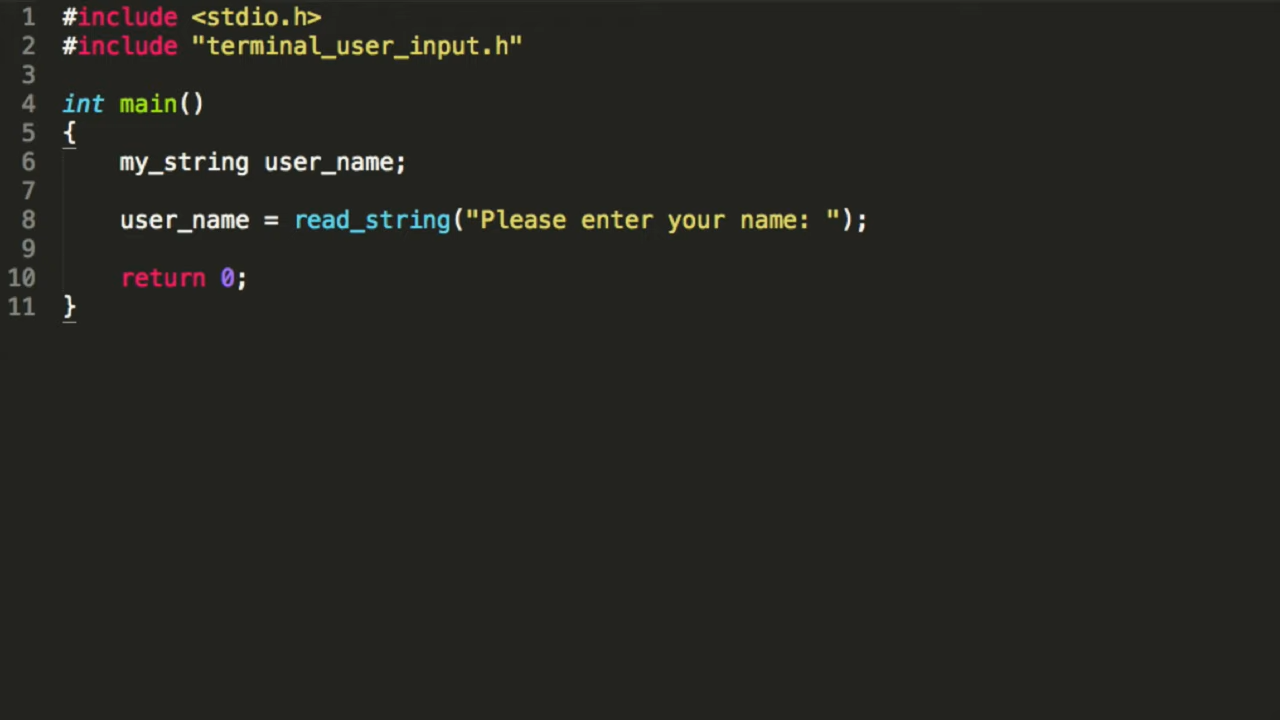 1 #include <stdio.h>
2 #include "terminal_user_input.h"
3
4 int main()
5 {
6     my_string user_name;
7
8     user_name = read_string("Please enter your name: ");
9
10     return 0;
11 }